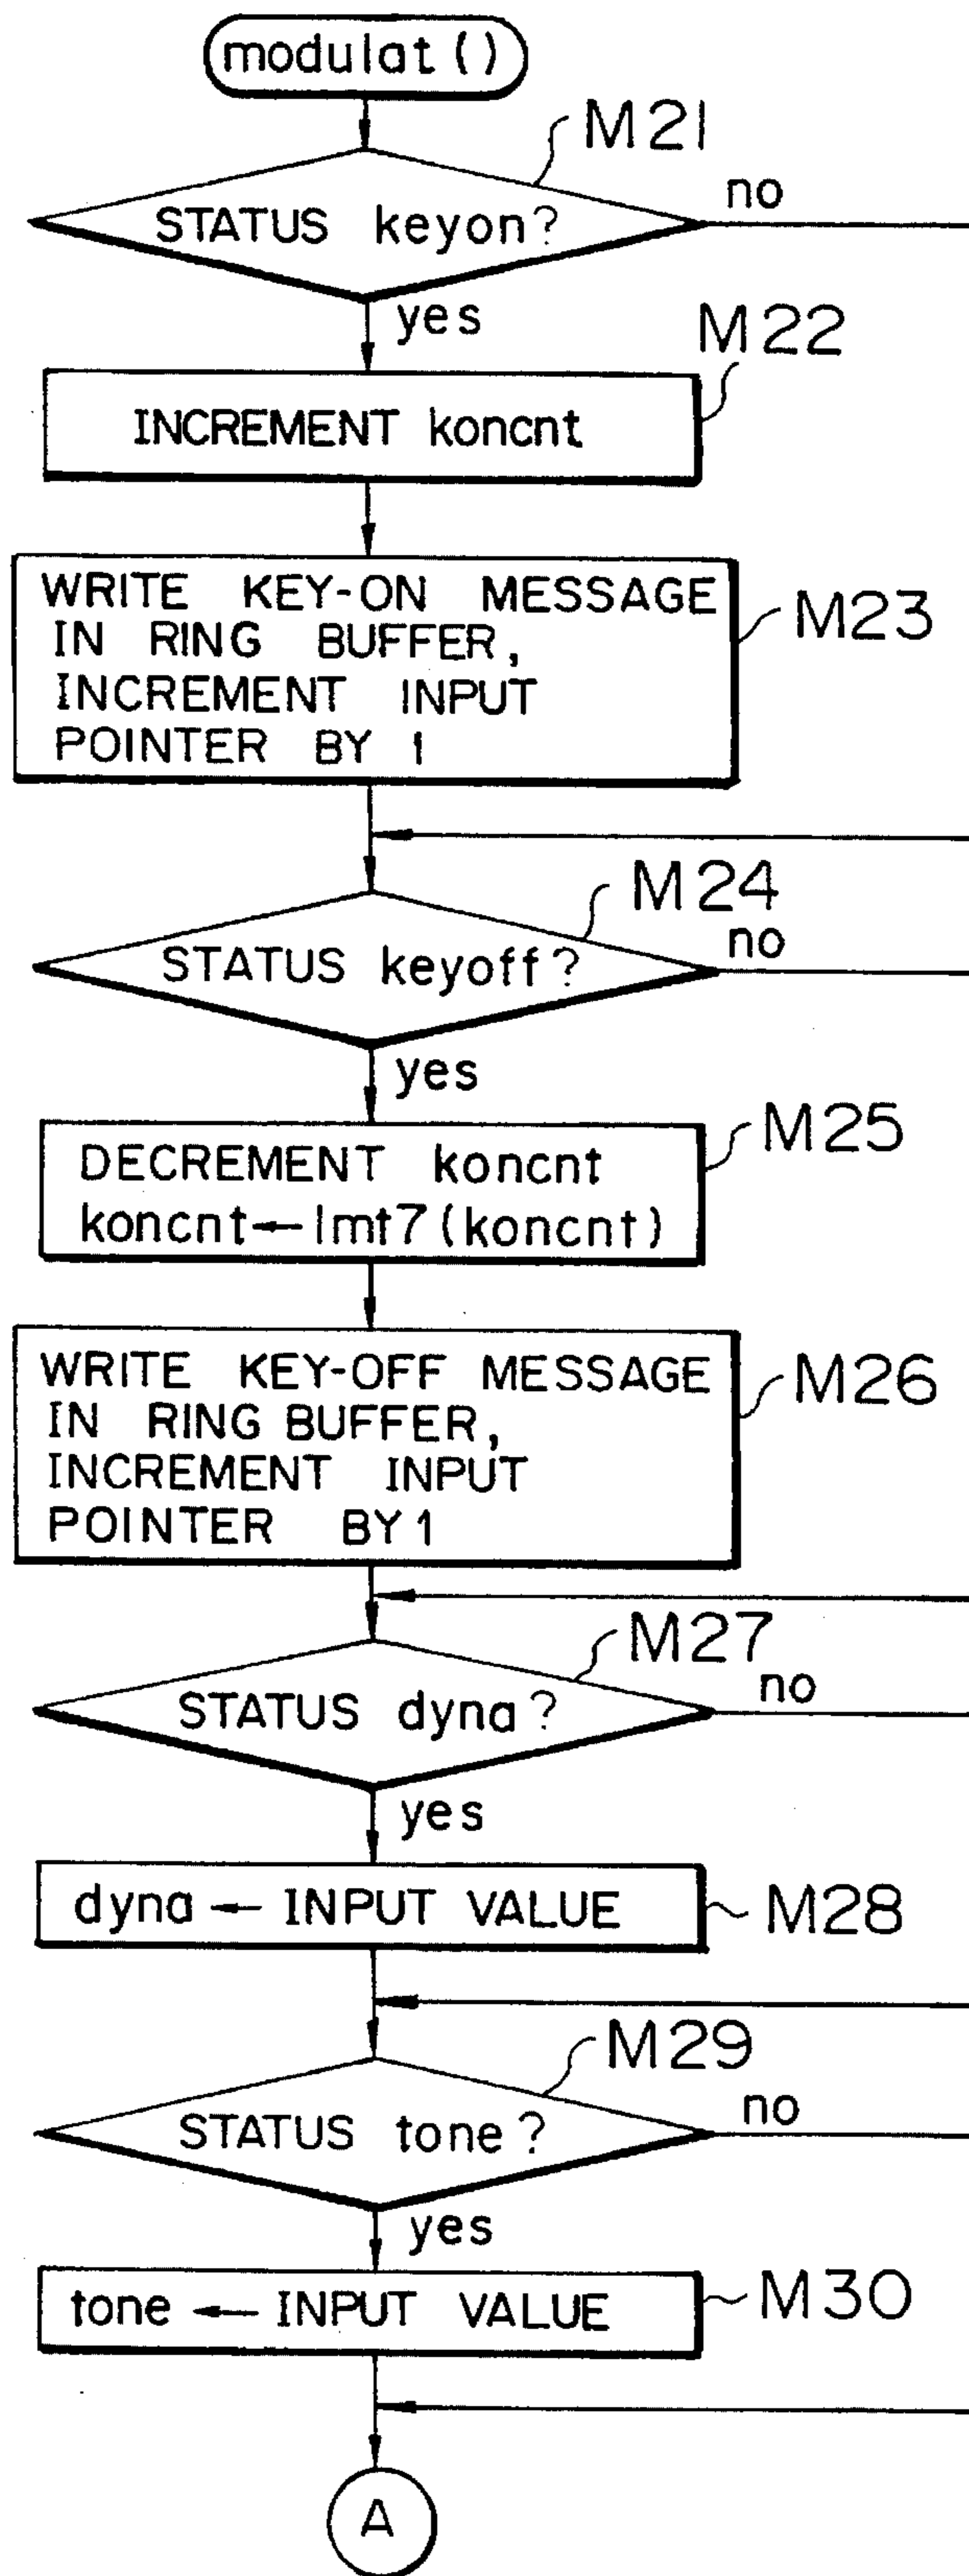 modulat ()
M21
STATUS keyon?
no
yes
M22
INCREMENT koncnt
WRITE KEY-ON MESSAGE
IN RING BUFFER,
INCREMENT INPUT
POINTER BY 1
M23
M24
STATUS keyoff?
no
yes
M25
DECREMENT koncnt
koncnt←lmt7 (koncnt)
WRITE KEY-OFF MESSAGE
IN RING BUFFER,
INCREMENT INPUT
POINTER BY 1
M26
M27
STATUS dyna?
no
yes
dyna ← INPUT VALUE
M28
M29
STATUS tone?
no
yes
tone ← INPUT VALUE
M30
A